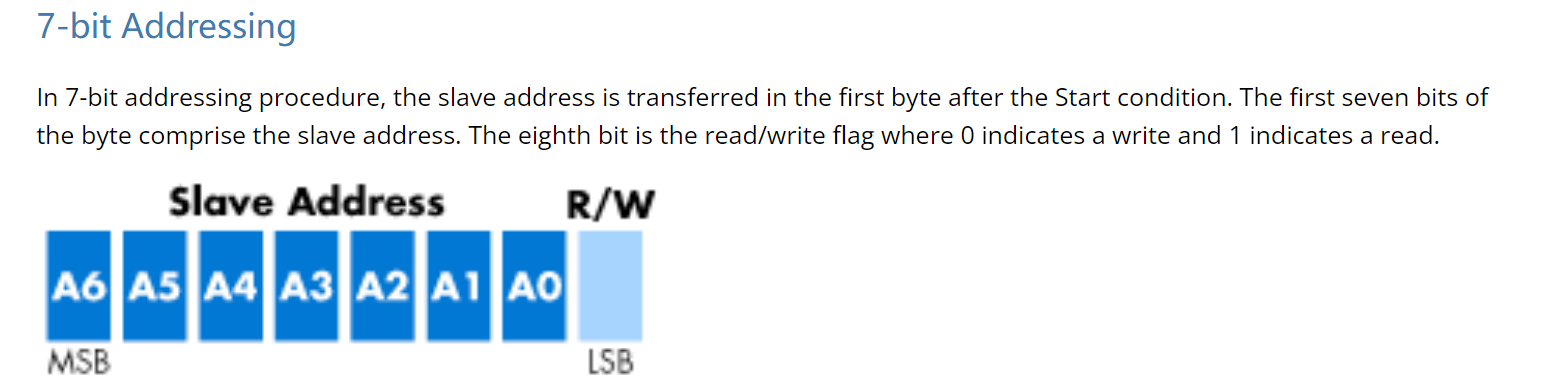 7-bit Addressing
In 7-bit addressing procedure, the slave address is transferred in the first byte after the Start condition. The first seven bits of
the byte comprise the slave address. The eighth bit is the read/write flag where 0 indicates a write and 1 indicates a read.
Slave Address R/W
A6 A5 A4 A3 A2 A1 A0
MSB LSB